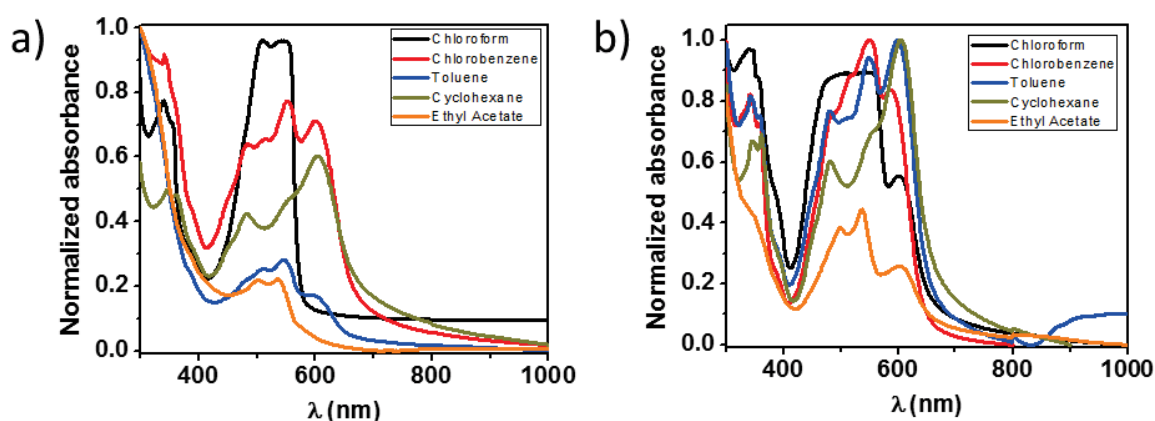 a)
Normalized absorbance
1.0
0.8
0.6
0.4
0.2
0.0
Chloroform
Chlorobenzene
Toluene
Cyclohexane
Ethyl Acetate
400 600 800 1000
λ (nm)
b)
Normalized absorbance
1.0
0.8
0.6
0.4
0.2
0.0
Chloroform
Chlorobenzene
Toluene
Cyclohexane
Ethyl Acetate
400 600 800 1000
λ (nm)